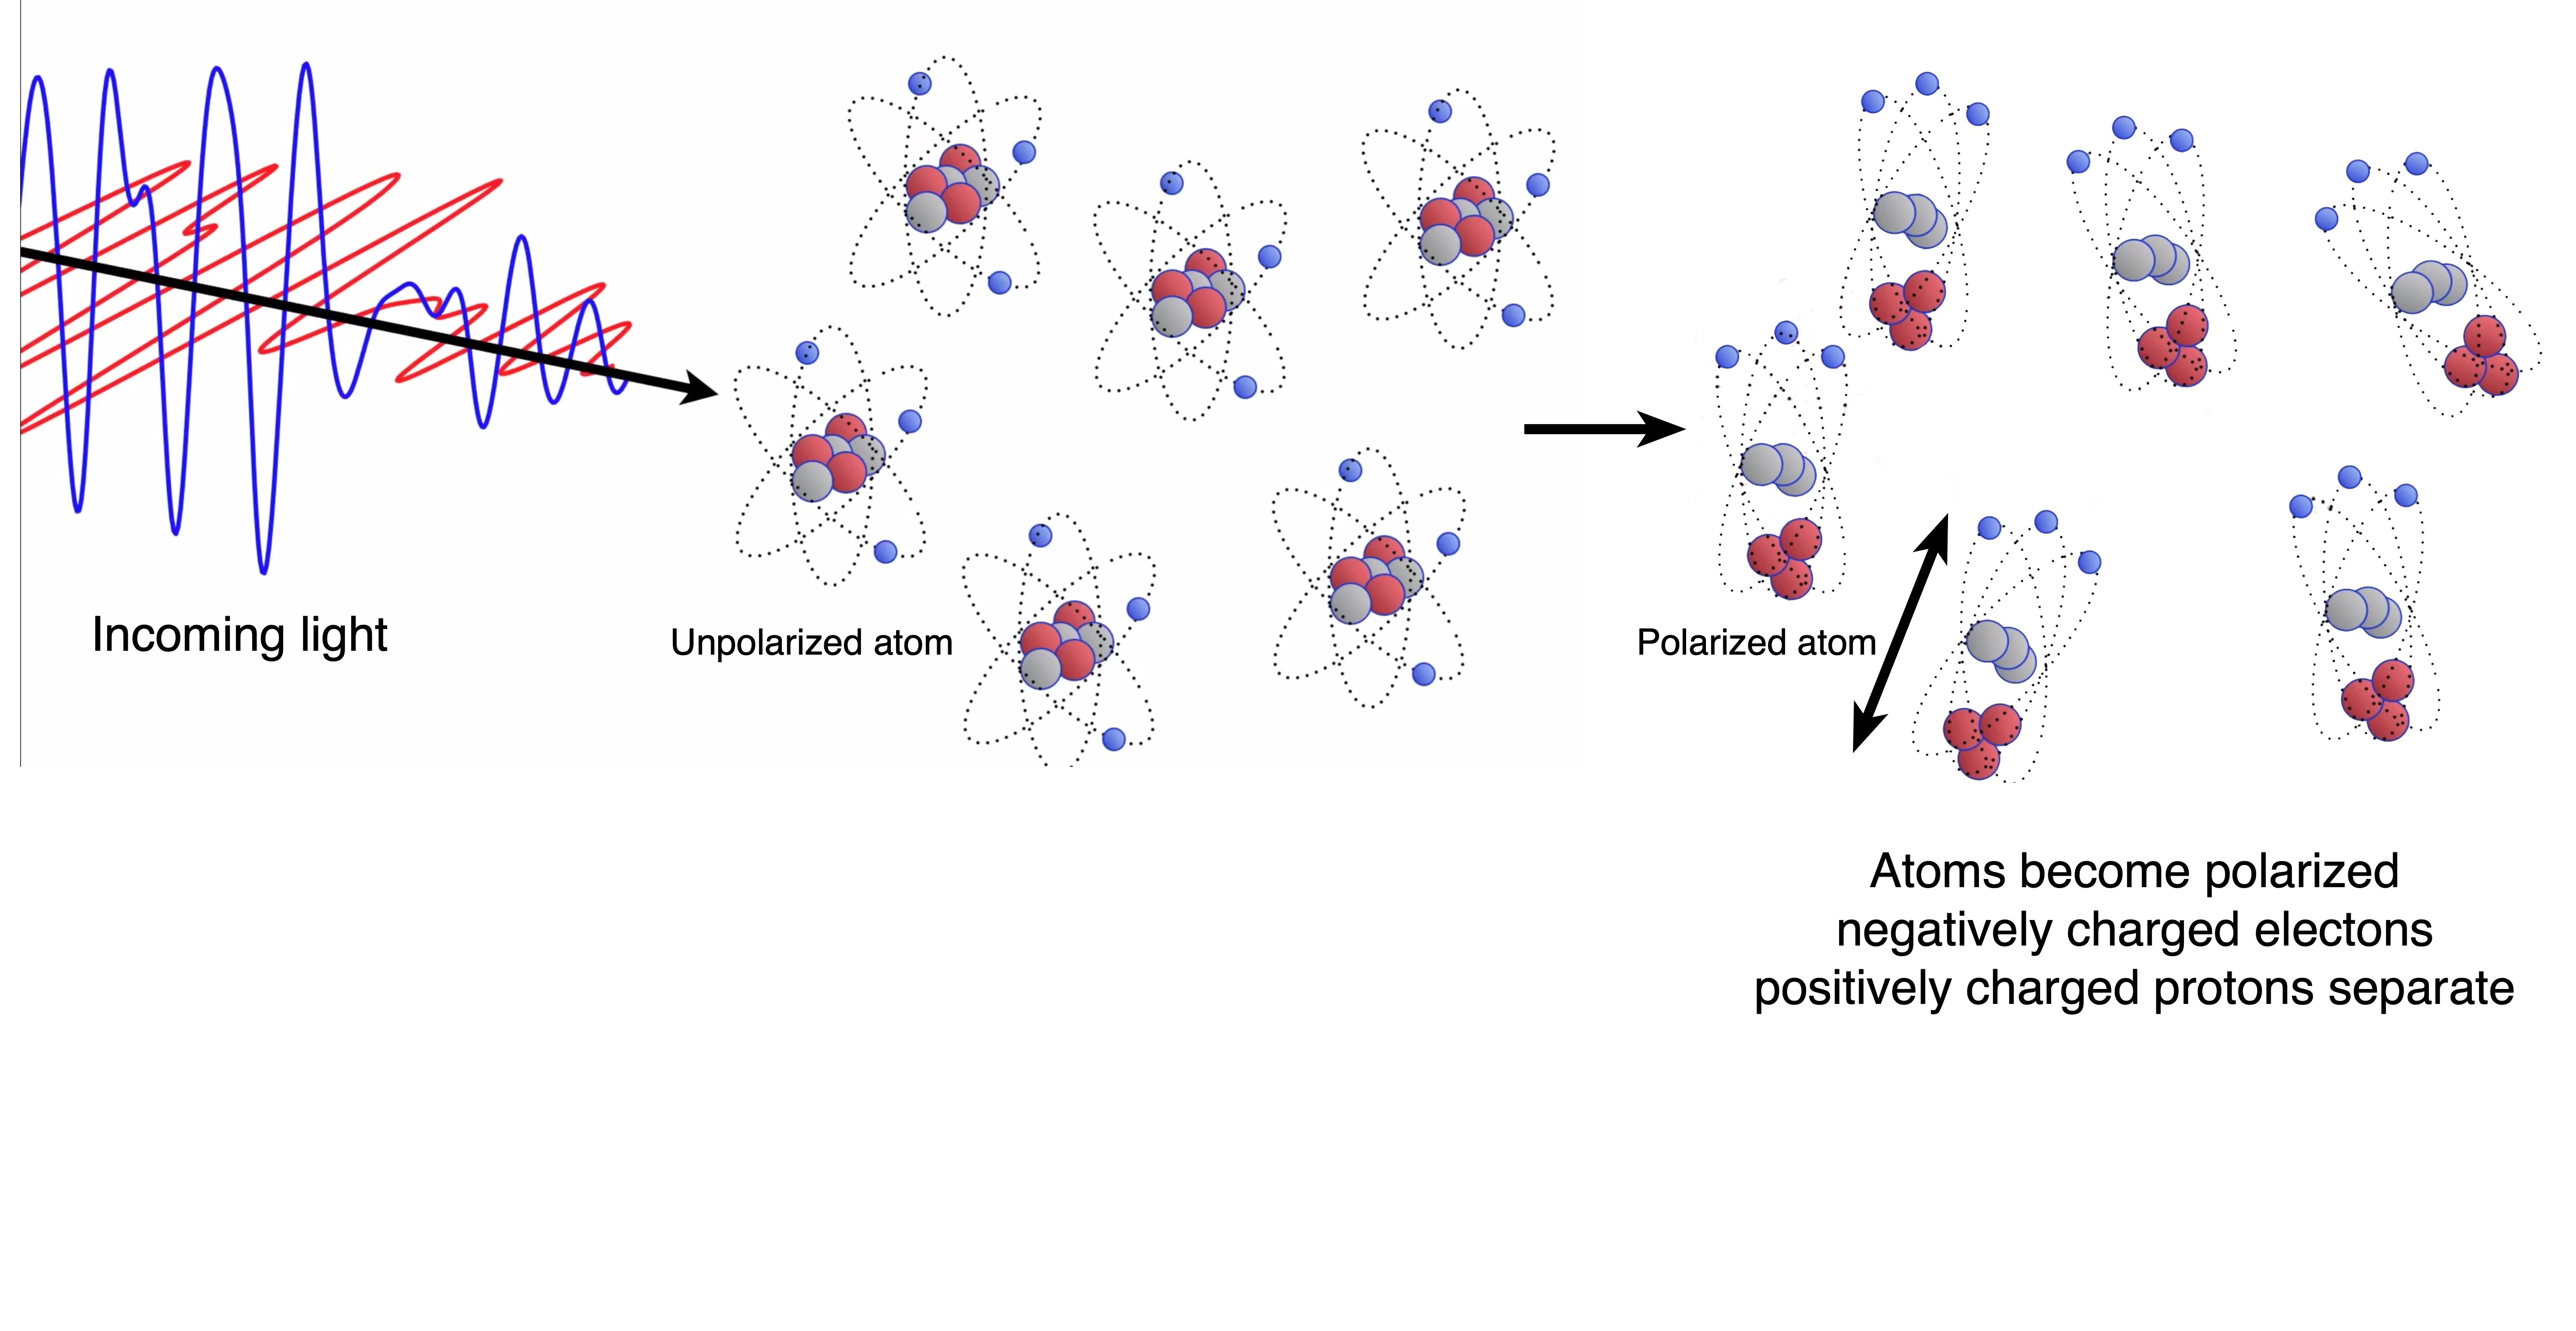 Incoming light
Unpolarized atom
Polarized atom
Atoms become polarized
negatively charged electons
positively charged protons separate